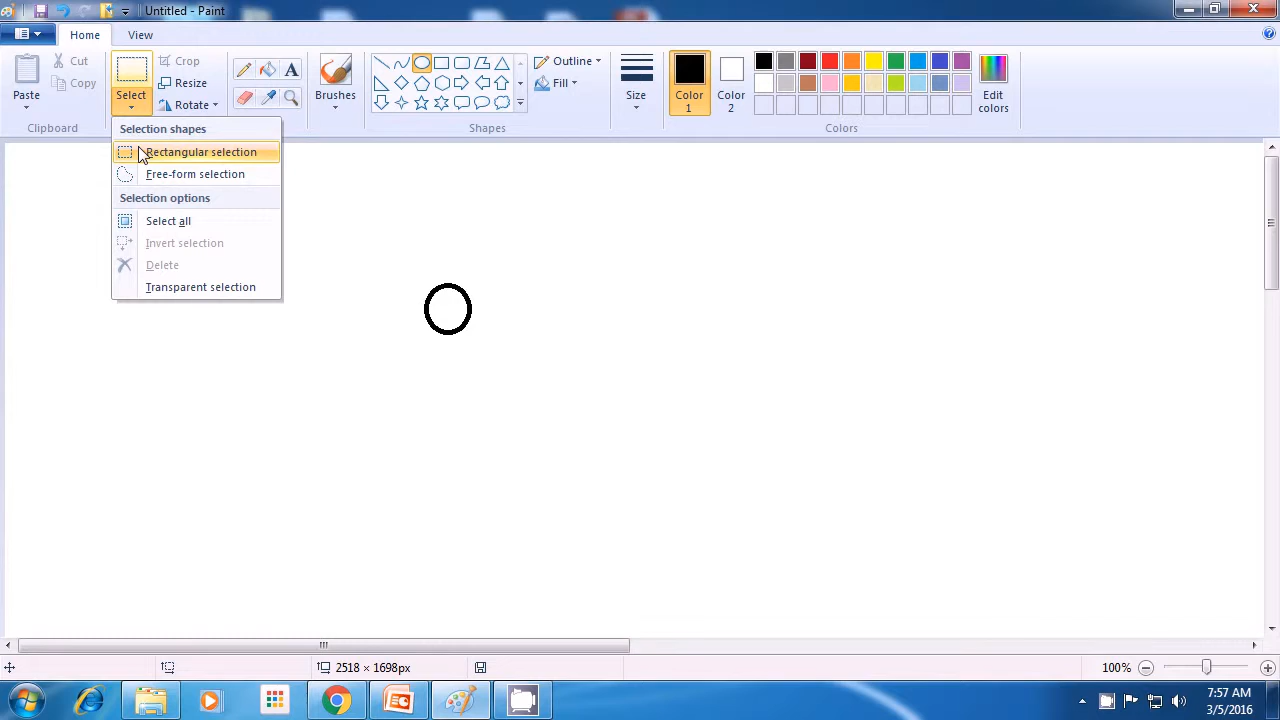 Untitled - Paint
Home View
Paste
Cut
Copy
Clipboard
Select
Crop
Resize
Rotate
A
Brushes
Outline
Fill
Shapes
Size
Color 1
Color 2
Edit colors
Colors
Selection shapes
Rectangular selection
Free-form selection
Selection options
Select all
Invert selection
Delete
Transparent selection
2518 × 1698px
100%
7:57 AM
3/5/2016